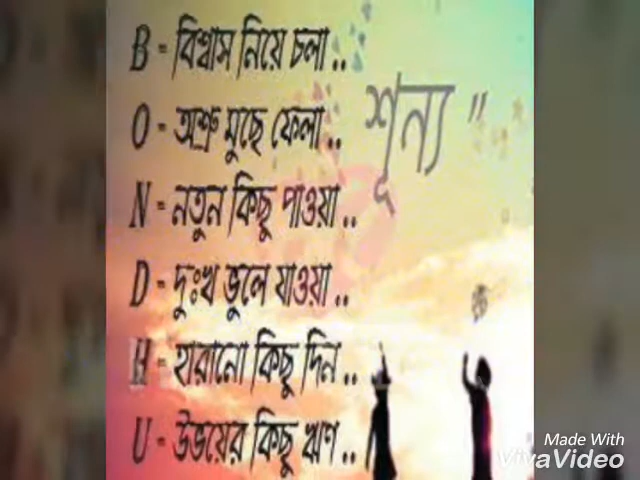 B = বিশ্বাস নিয়ে চলা ..
O = অশ্রু মুছে ফেলা ..
শূন্য "
N = নতুন কিছু পাওয়া ..
D = দুঃখ ভুলে যাওয়া ..
H = হারানো কিছু দিন ..
U = উভয়ের কিছু ঋণ ..
Made With
VivaVideo